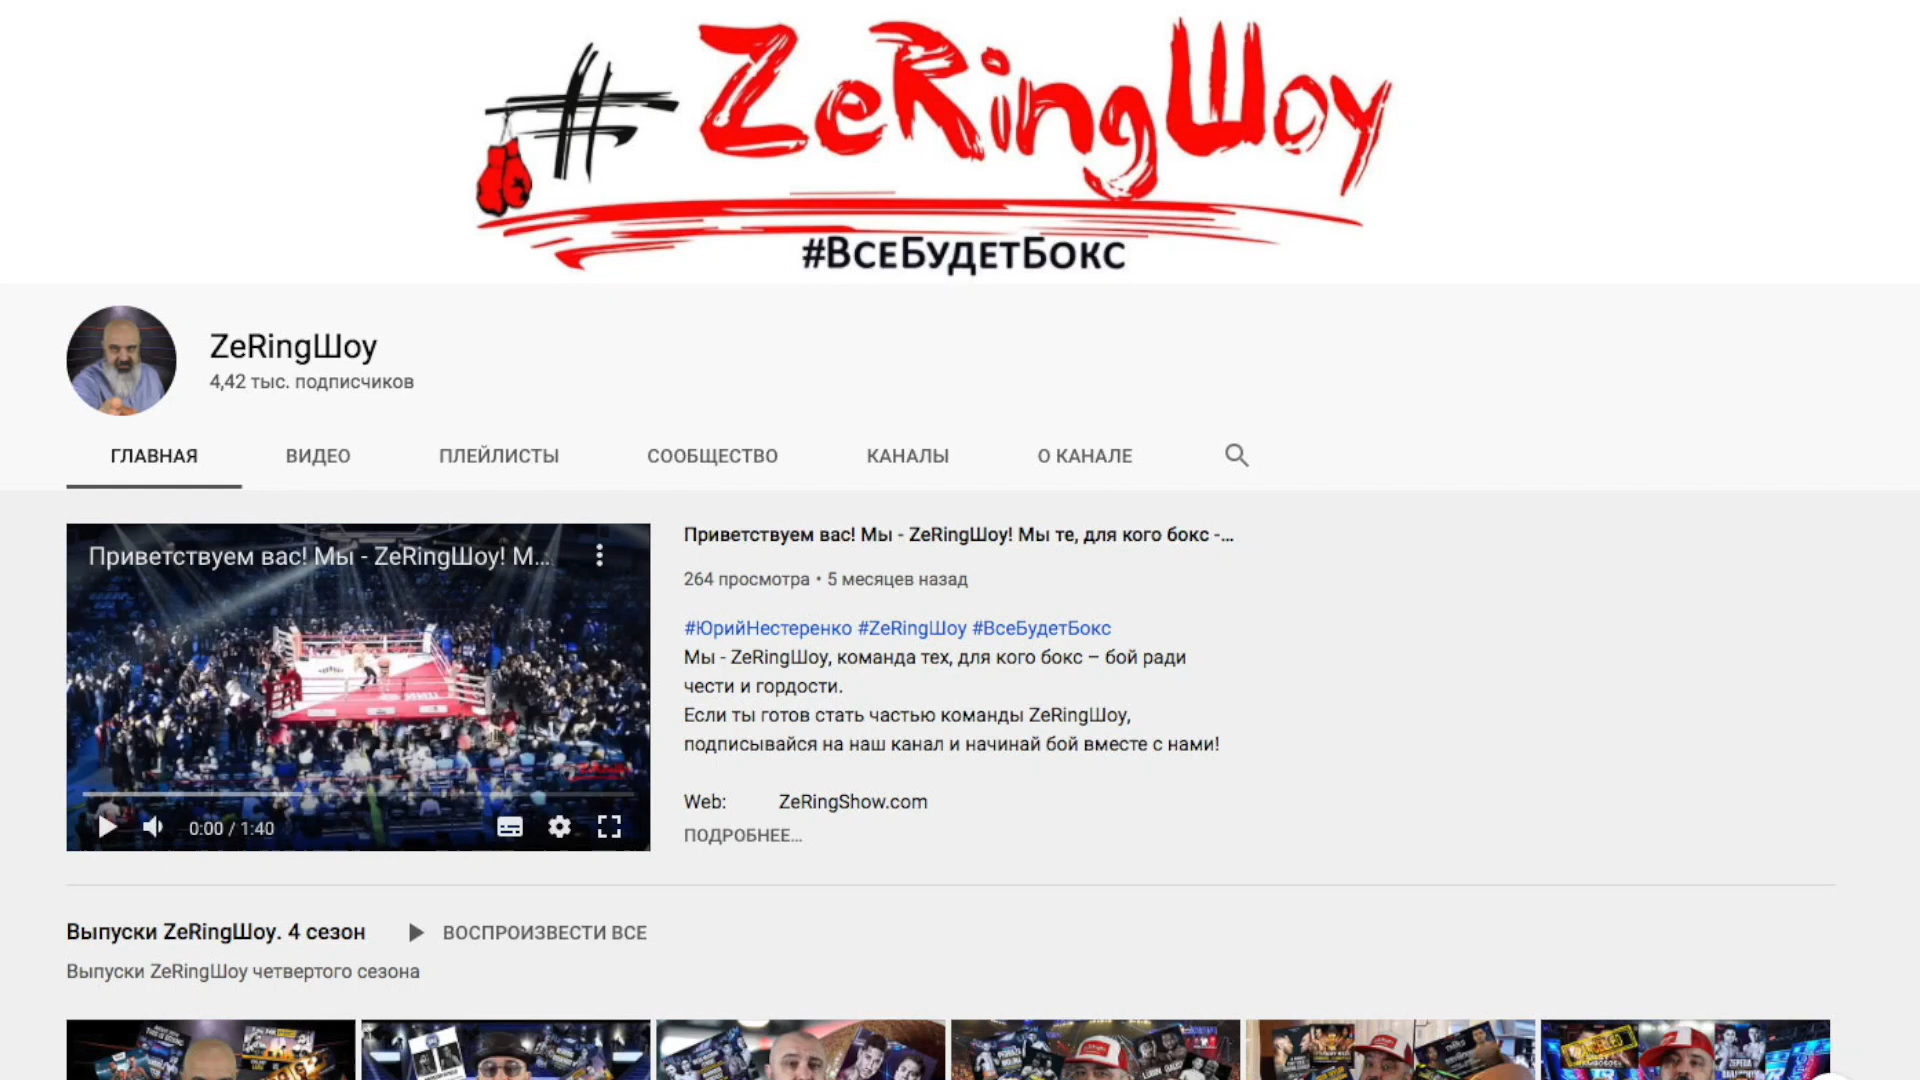 #ZeRingШоу
#ВсеБудетБокс
ZeRingШоу
4,42 тыс. подписчиков
ГЛАВНАЯ ВИДЕО ПЛЕЙЛИСТЫ СООБЩЕСТВО КАНАЛЫ О КАНАЛЕ
Приветствуем вас! Мы - ZeRingШоу! М...
0:00 / 1:40
Приветствуем вас! Мы - ZeRingШоу! Мы те, для кого бокс -...
264 просмотра • 5 месяцев назад
#ЮрийНестеренко #ZeRingШоу #ВсеБудетБокс
Мы - ZeRingШоу, команда тех, для кого бокс – бой ради
чести и гордости.
Если ты готов стать частью команды ZeRingШоу,
подписывайся на наш канал и начинай бой вместе с нами!
Web: ZeRingShow.com
ПОДРОБНЕЕ...
Выпуски ZeRingШоу. 4 сезон ВОСПРОИЗВЕСТИ ВСЕ
Выпуски ZeRingШоу четвертого сезона